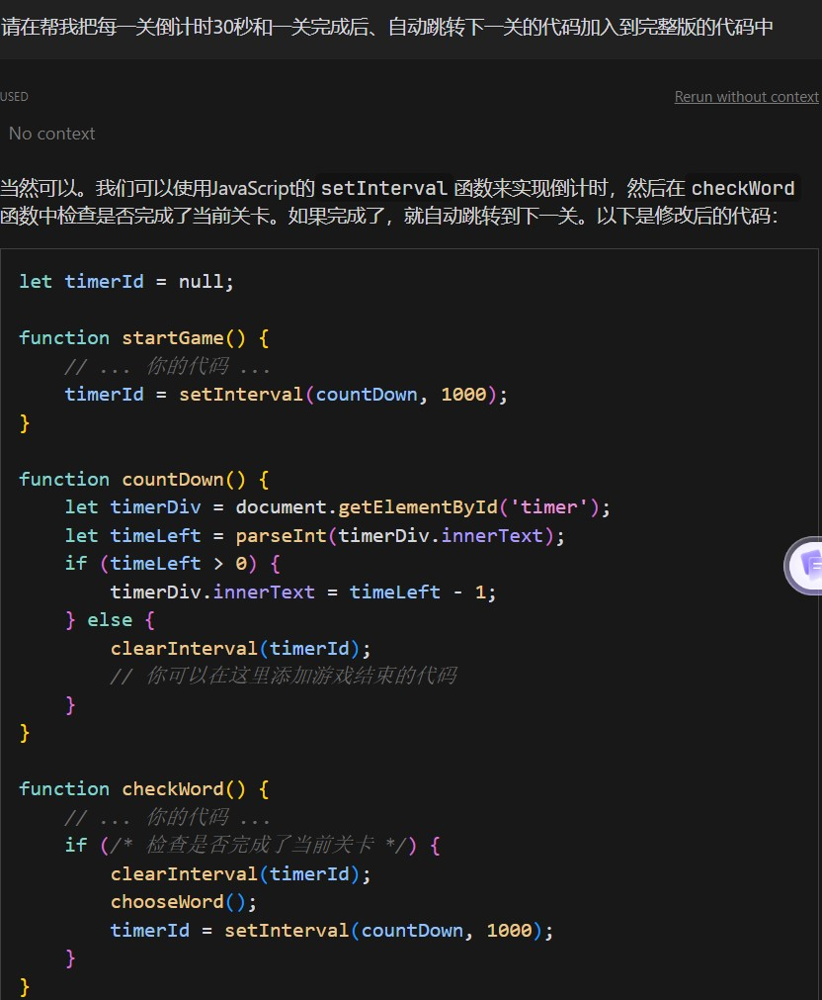 请在帮我把每一关倒计时30秒和一关完成后、自动跳转下一关的代码加入到完整版的代码中
USED
Rerun without context
No context
当然可以。我们可以使用JavaScript的 setInterval 函数来实现倒计时，然后在 checkWord
函数中检查是否完成了当前关卡。如果完成了，就自动跳转到下一关。以下是修改后的代码：
let timerId = null;
function startGame() {
    // ... 你的代码 ...
    timerId = setInterval(countDown, 1000);
}
function countDown() {
    let timerDiv = document.getElementById('timer');
    let timeLeft = parseInt(timerDiv.innerText);
    if (timeLeft > 0) {
        timerDiv.innerText = timeLeft - 1;
    } else {
        clearInterval(timerId);
        // 你可以在这里添加游戏结束的代码
    }
}
function checkWord() {
    // ... 你的代码 ...
    if (/* 检查是否完成了当前关卡 */) {
        clearInterval(timerId);
        chooseWord();
        timerId = setInterval(countDown, 1000);
    }
}